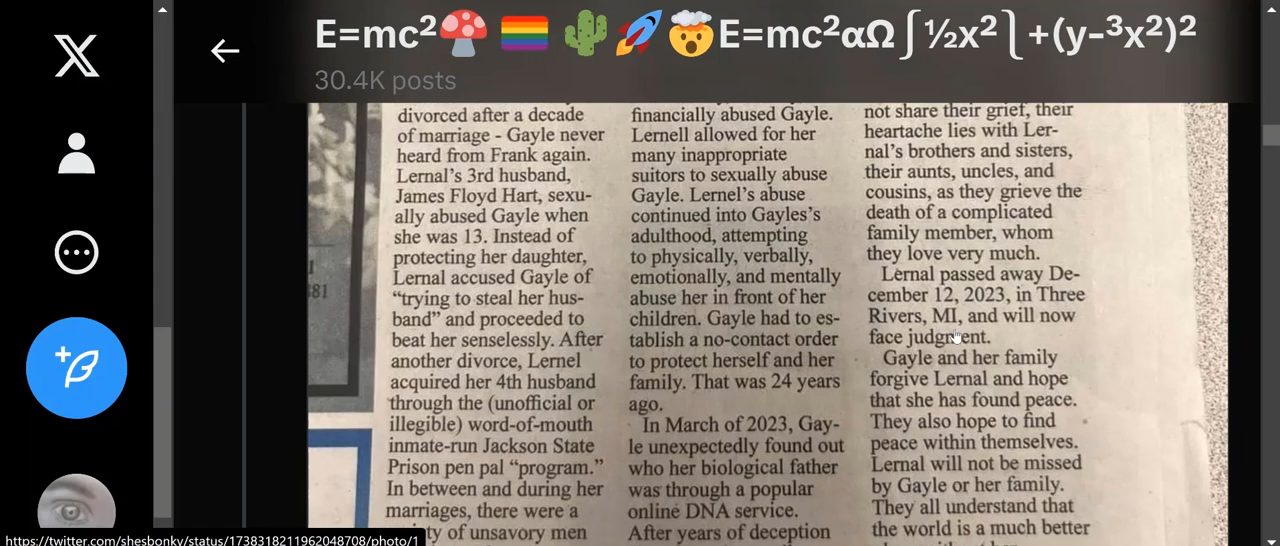 E=mc²🍄 🏳️‍🌈 🌵🚀🤯E=mc²αΩ⎰½x²⎱+(y-³x²)²
30.4K posts
divorced after a decade
of marriage - Gayle never
heard from Frank again.
Lernal’s 3rd husband,
James Floyd Hart, sexu-
ally abused Gayle when
she was 13. Instead of
protecting her daughter,
Lernal accused Gayle of
“trying to steal her hus-
band” and proceeded to
beat her senselessly. After
another divorce, Lernel
acquired her 4th husband
through the (unofficial or
illegible) word-of-mouth
inmate-run Jackson State
Prison pen pal “program.”
In between and during her
marriages, there were a
ty of unsavory men
financially abused Gayle.
Lernell allowed for her
many inappropriate
suitors to sexually abuse
Gayle. Lernel’s abuse
continued into Gayles’s
adulthood, attempting
to physically, verbally,
emotionally, and mentally
abuse her in front of her
children. Gayle had to es-
tablish a no-contact order
to protect herself and her
family. That was 24 years
ago.
In March of 2023, Gay-
le unexpectedly found out
who her biological father
was through a popular
online DNA service.
After years of deception
not share their grief, their
heartache lies with Ler-
nal’s brothers and sisters,
their aunts, uncles, and
cousins, as they grieve the
death of a complicated
family member, whom
they love very much.
Lernal passed away De-
cember 12, 2023, in Three
Rivers, MI, and will now
face judgment.
Gayle and her family
forgive Lernal and hope
that she has found peace.
They also hope to find
peace within themselves.
Lernal will not be missed
by Gayle or her family.
They all understand that
the world is a much better
381
https://twitter.com/shesbonky/status/1738318211962048708/photo/1